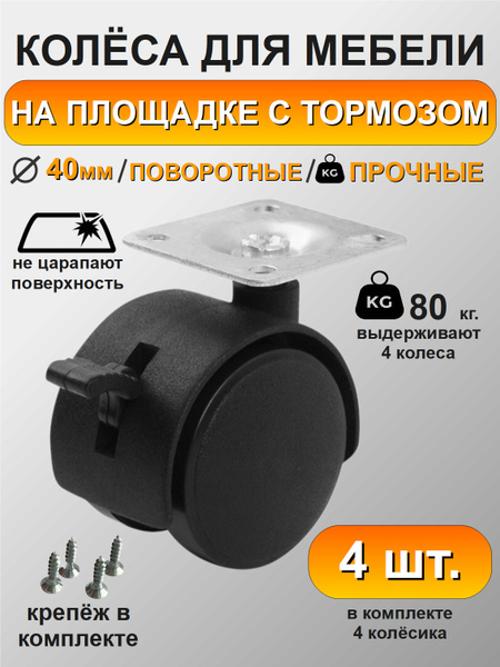 КОЛЁСА ДЛЯ МЕБЕЛИ
НА ПЛОЩАДКЕ С ТОРМОЗОМ
40мм/ПОВОРОТНЫЕ/KG ПРОЧНЫЕ
не царапают
поверхность
KG 80 кг.
выдерживают
4 колеса
4 шт.
крепёж в
комплекте
в комплекте
4 колёсика